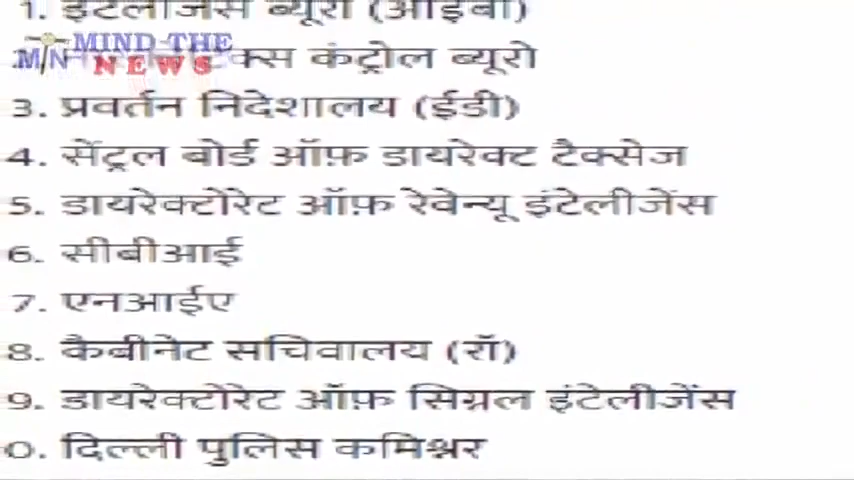 1. इंटेलीजेंस ब्यूरो (आईबी)
MIND THE
NEWS
MTN
टिक्स कंट्रोल ब्यूरो
3. प्रवर्तन निदेशालय (ईडी)
4. सेंट्रल बोर्ड ऑफ़ डायरेक्ट टैक्सेज
5. डायरेक्टोरेट ऑफ़ रेवेन्यू इंटेलीजेंस
6. सीबीआई
7. एनआईए
8. कैबीनेट सचिवालय (रॉ)
9. डायरेक्टोरेट ऑफ़ सिग्नल इंटेलीजेंस
0. दिल्ली पुलिस कमिश्नर